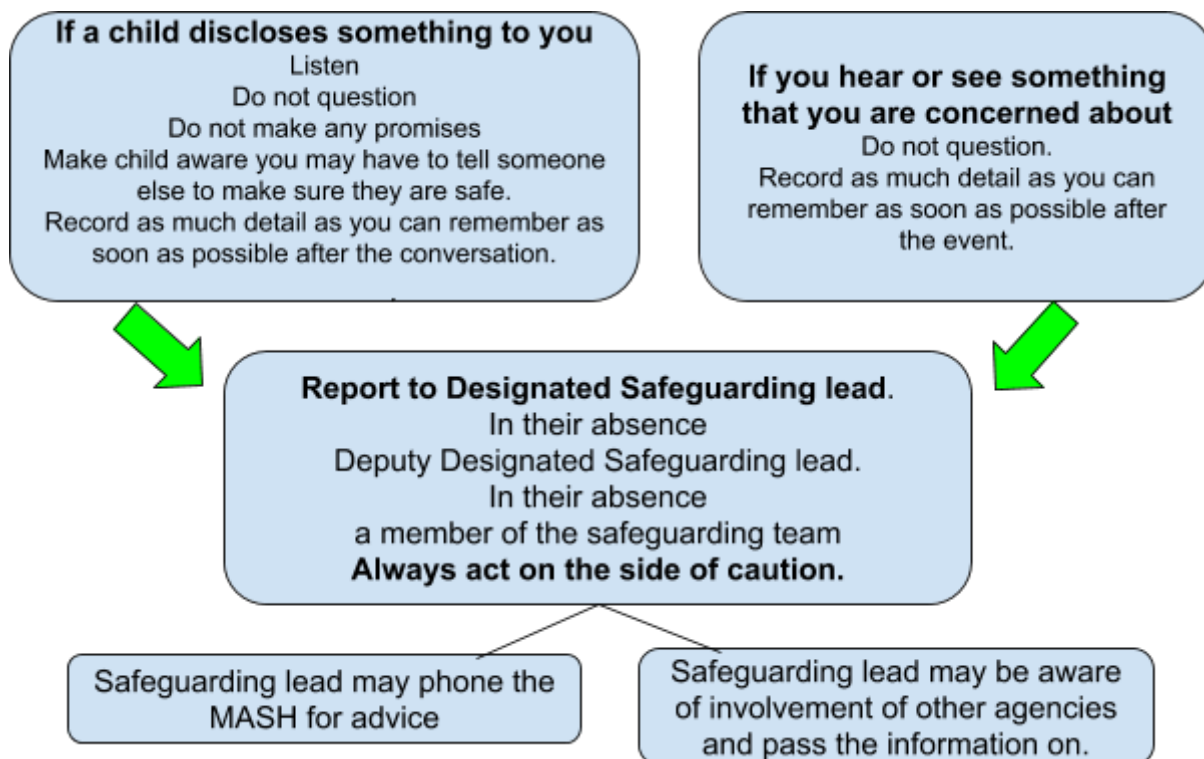 If a child discloses something to you
Listen
Do not question
Do not make any promises
Make child aware you may have to tell someone
else to make sure they are safe.
Record as much detail as you can remember as
soon as possible after the conversation.
If you hear or see something
that you are concerned about
Do not question.
Record as much detail as you can
remember as soon as possible after
the event.
Report to Designated Safeguarding lead.
In their absence
Deputy Designated Safeguarding lead.
In their absence
a member of the safeguarding team
Always act on the side of caution.
Safeguarding lead may phone the
MASH for advice
Safeguarding lead may be aware
of involvement of other agencies
and pass the information on.